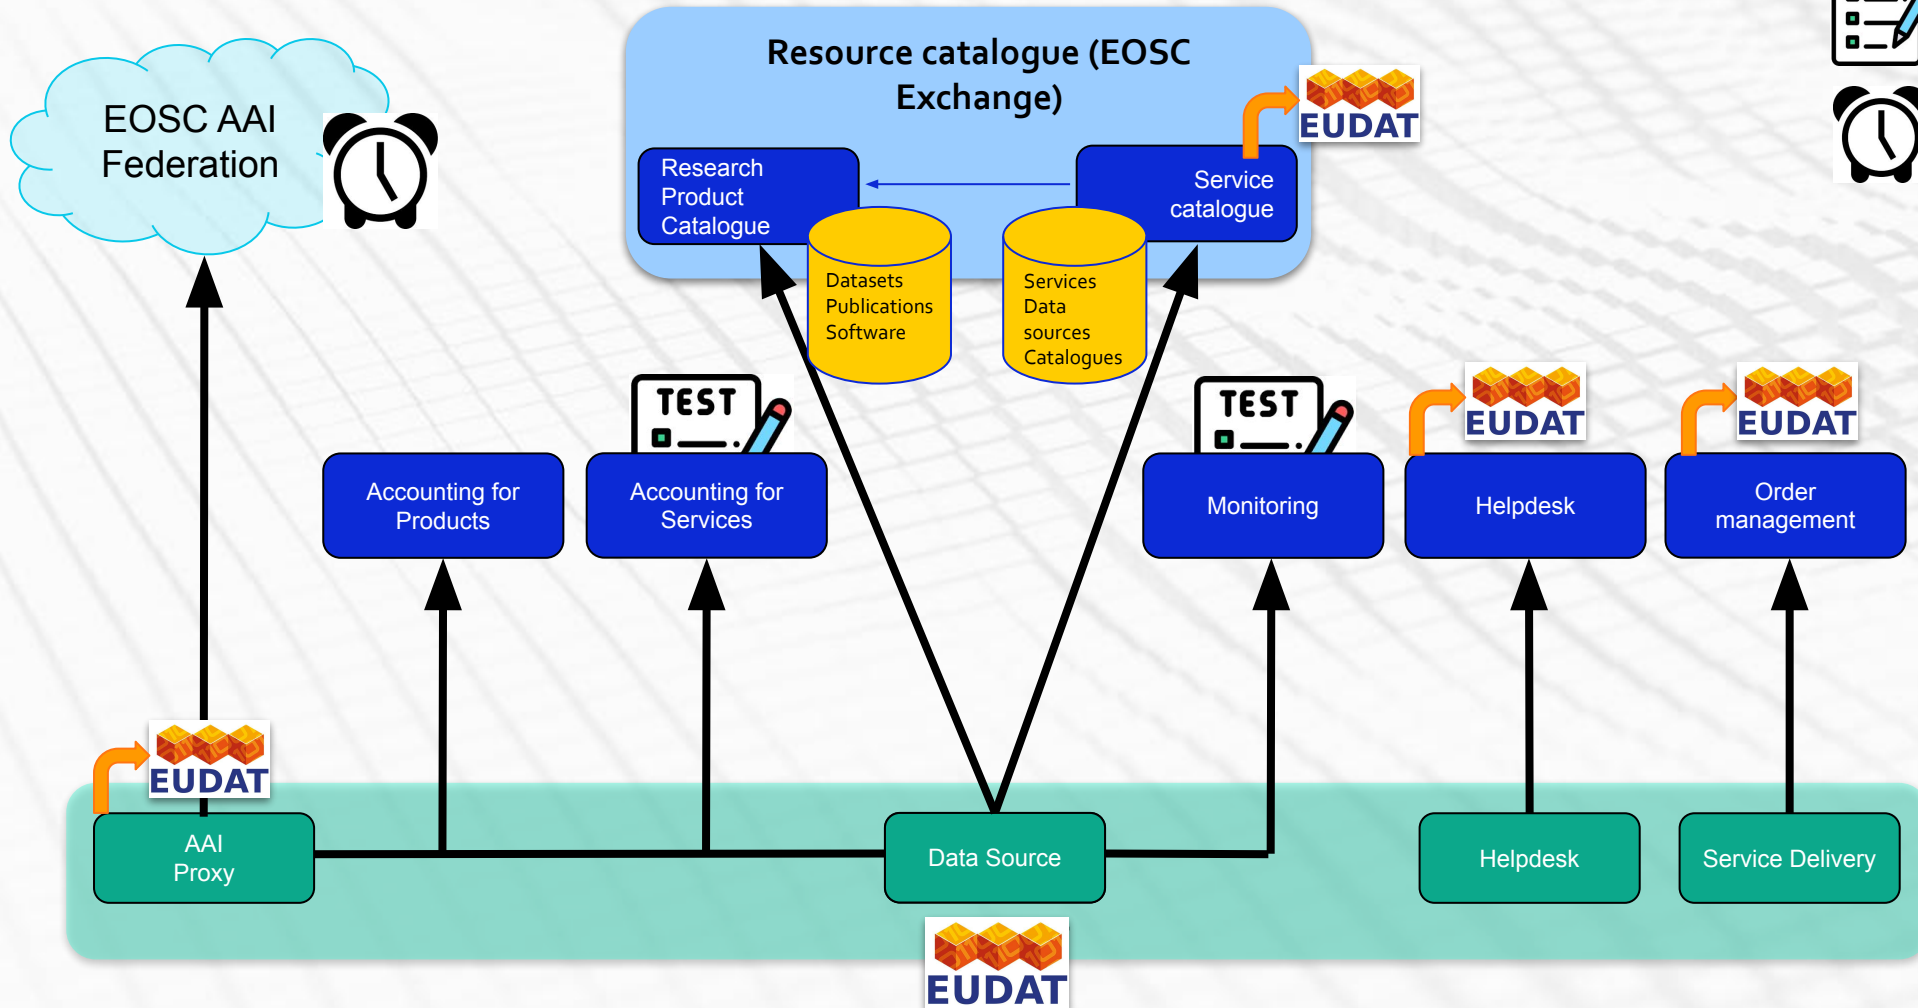 Resource catalogue (EOSC
Exchange)
EOSC AAI
Federation
EUDAT
Research
Product
Catalogue
Service
catalogue
Datasets
Publications
Software
Services
Data
sources
Catalogues
TEST
TEST
EUDAT
EUDAT
Accounting for
Products
Accounting for
Services
Monitoring
Helpdesk
Order
management
EUDAT
AAI
Proxy
Data Source
Helpdesk
Service Delivery
EUDAT